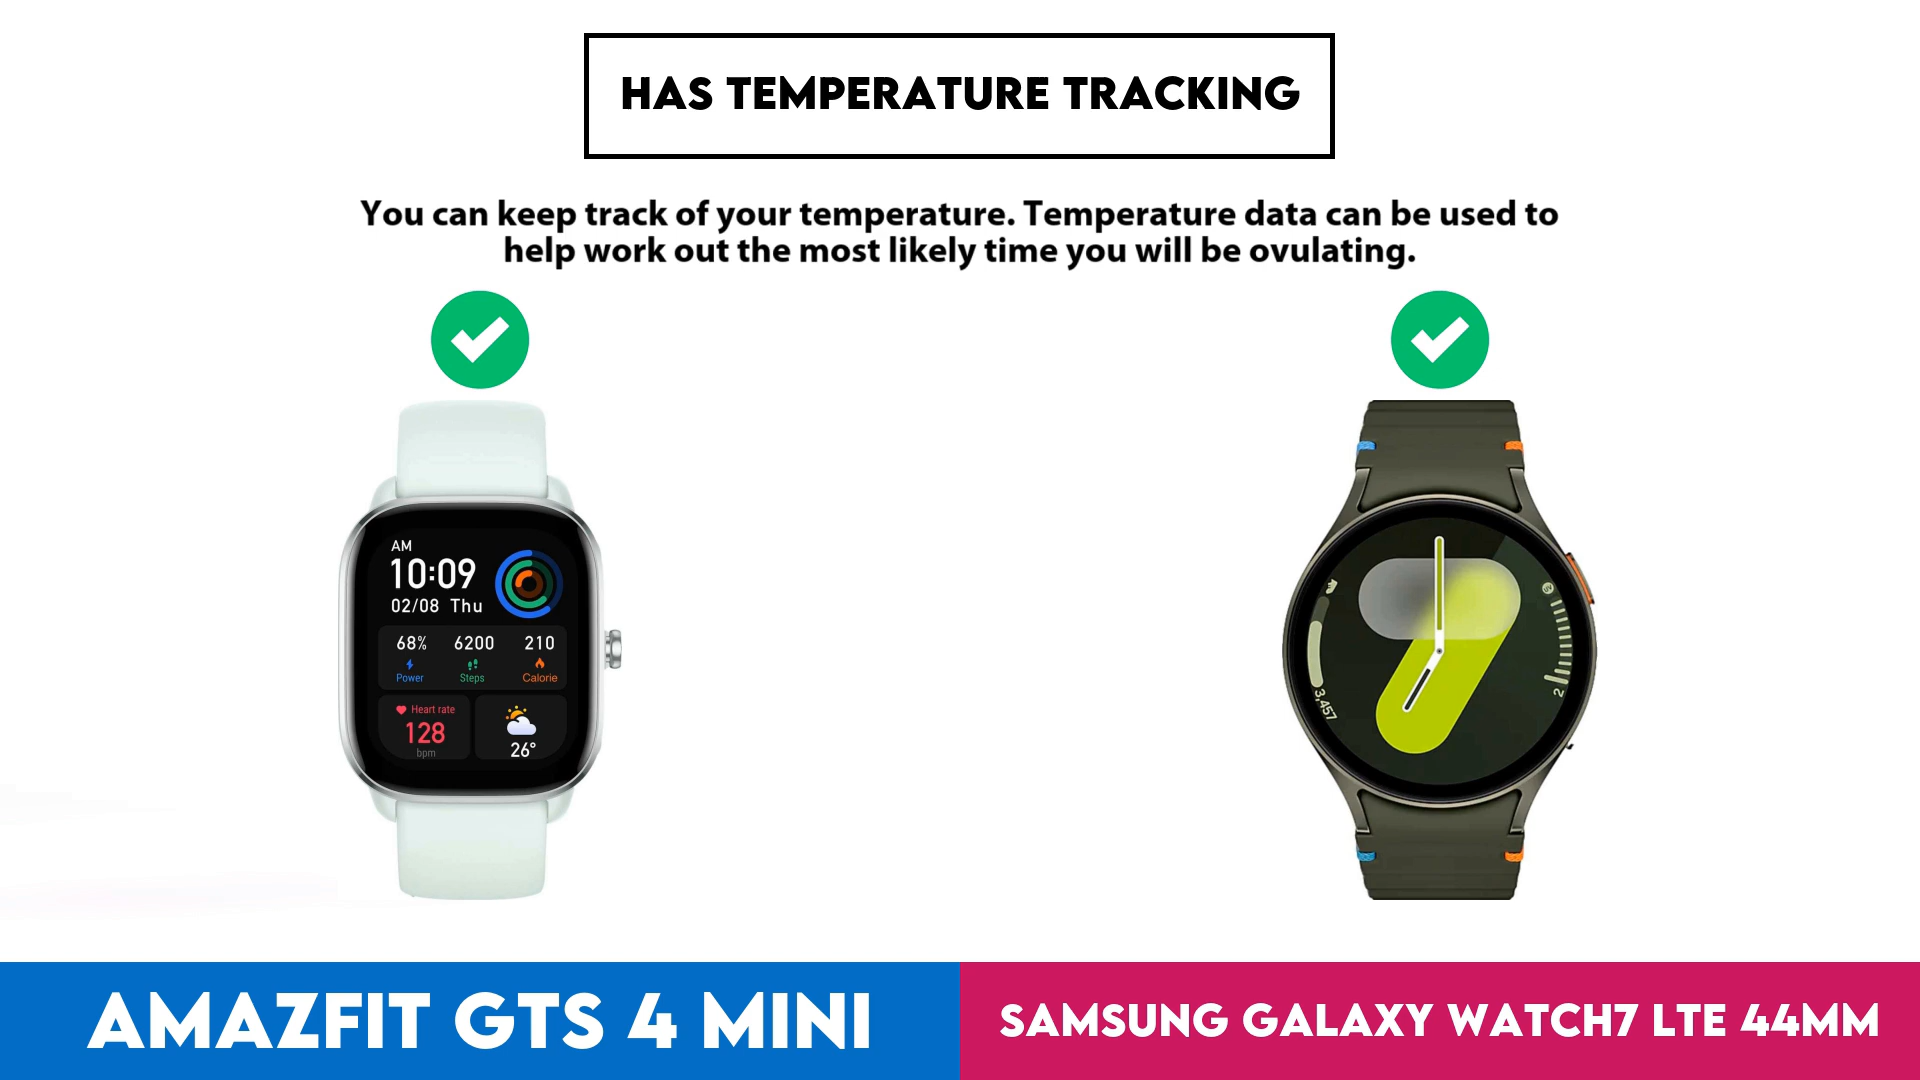 HAS TEMPERATURE TRACKING
You can keep track of your temperature. Temperature data can be used to
help work out the most likely time you will be ovulating.
AM
10:09
02/08 Thu
68% 6200 210
Power Steps Calorie
Heart rate
128
bpm
26°
3,457
2
AMAZFIT GTS 4 MINI
SAMSUNG GALAXY WATCH7 LTE 44MM